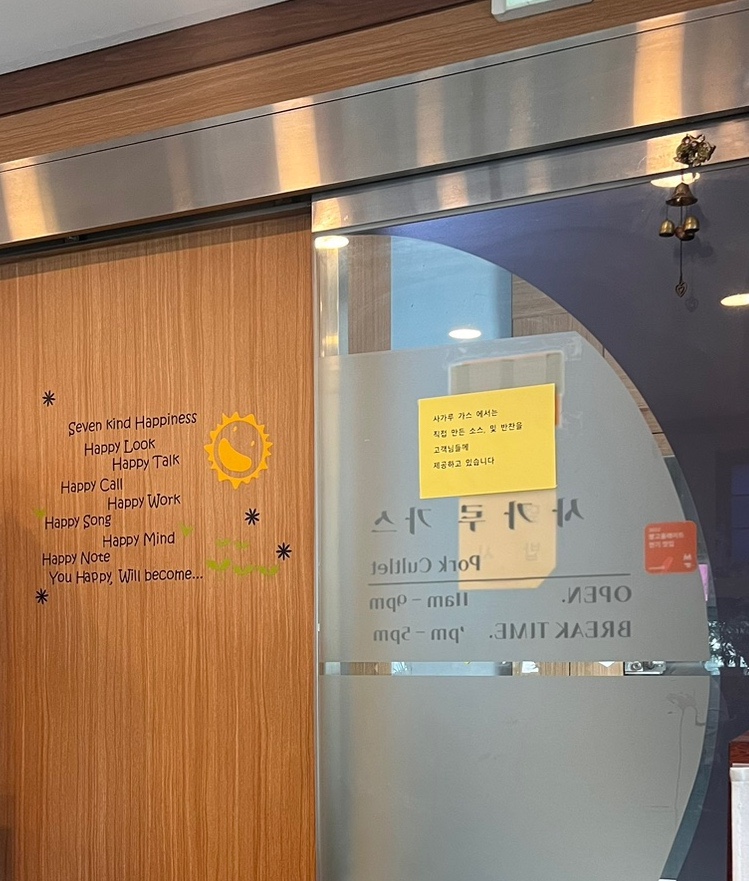 Seven kind Happiness
Happy Look
Happy Talk
Happy Call
Happy Work
Happy Song
Happy Mind
Happy Note
You Happy, Will become...
사가루 가스 에서는
직접 만든 소스, 및 반찬을
고객님들께
제공하고 있습니다
사 가 루 가 스
Pork Cultlet
OPEN. 11am - 9pm
BREAK TIME. - 5pm